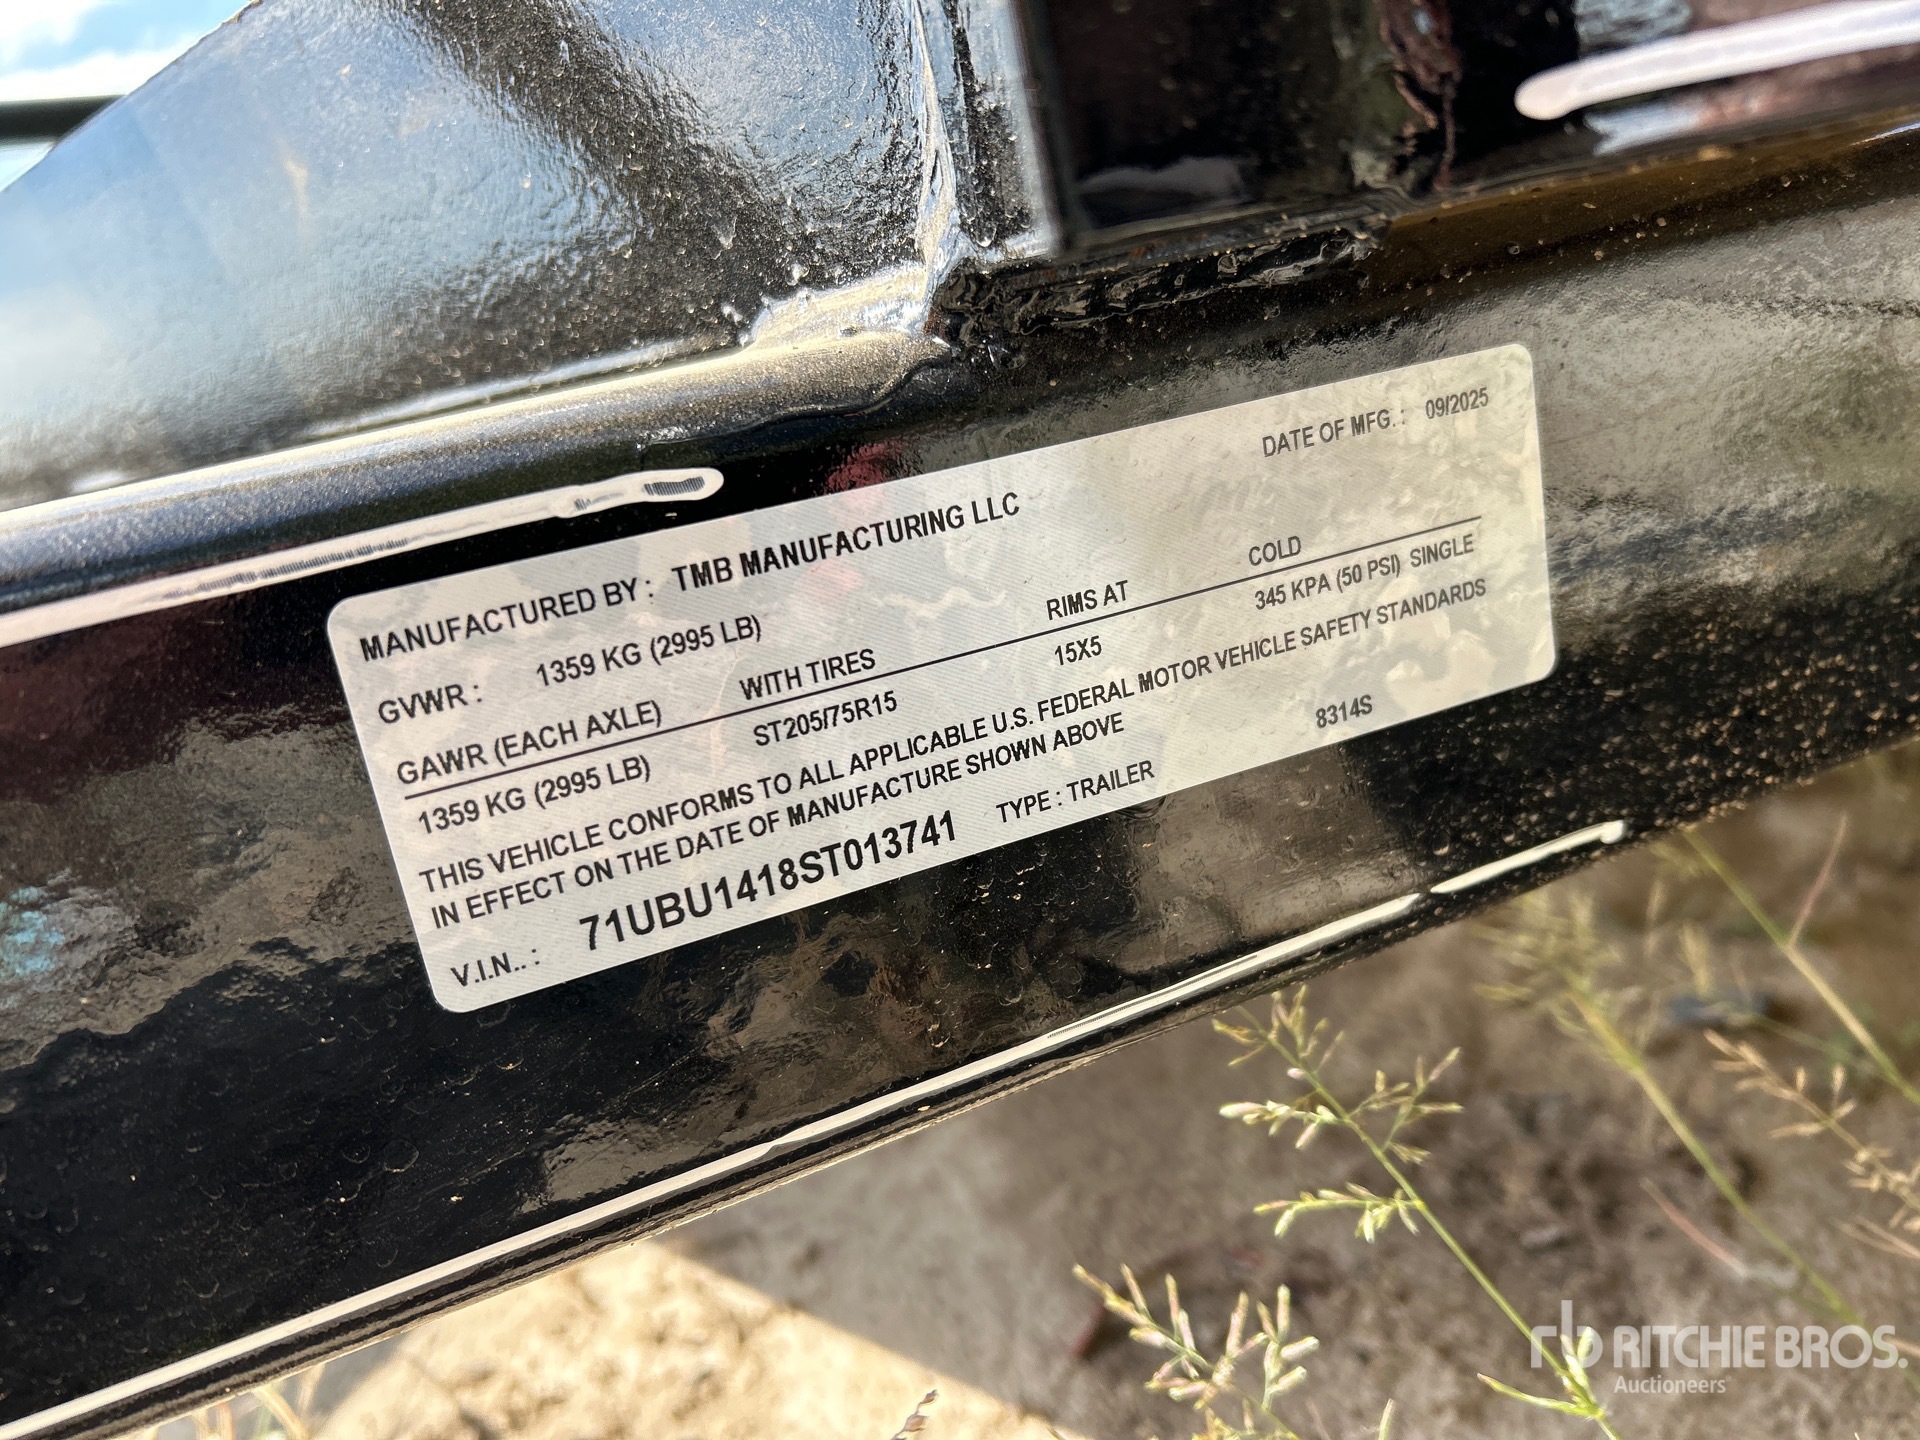 MANUFACTURED BY : TMB MANUFACTURING LLC DATE OF MFG. : 09/2025
GVWR : 1359 KG (2995 LB)
GAWR (EACH AXLE) WITH TIRES RIMS AT COLD
1359 KG (2995 LB) ST205/75R15 15X5 345 KPA (50 PSI) SINGLE
THIS VEHICLE CONFORMS TO ALL APPLICABLE U.S. FEDERAL MOTOR VEHICLE SAFETY STANDARDS
IN EFFECT ON THE DATE OF MANUFACTURE SHOWN ABOVE
V.I.N.. : 71UBU1418ST013741 TYPE : TRAILER 8314S
rb RITCHIE BROS.
Auctioneers